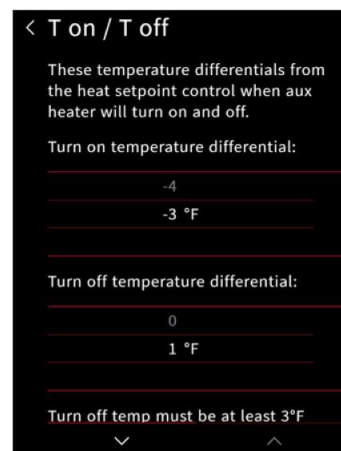 < T on / T off
These temperature differentials from
the heat setpoint control when aux
heater will turn on and off.
Turn on temperature differential:
-4
-3 °F
Turn off temperature differential:
0
1 °F
Turn off temp must be at least 3°F